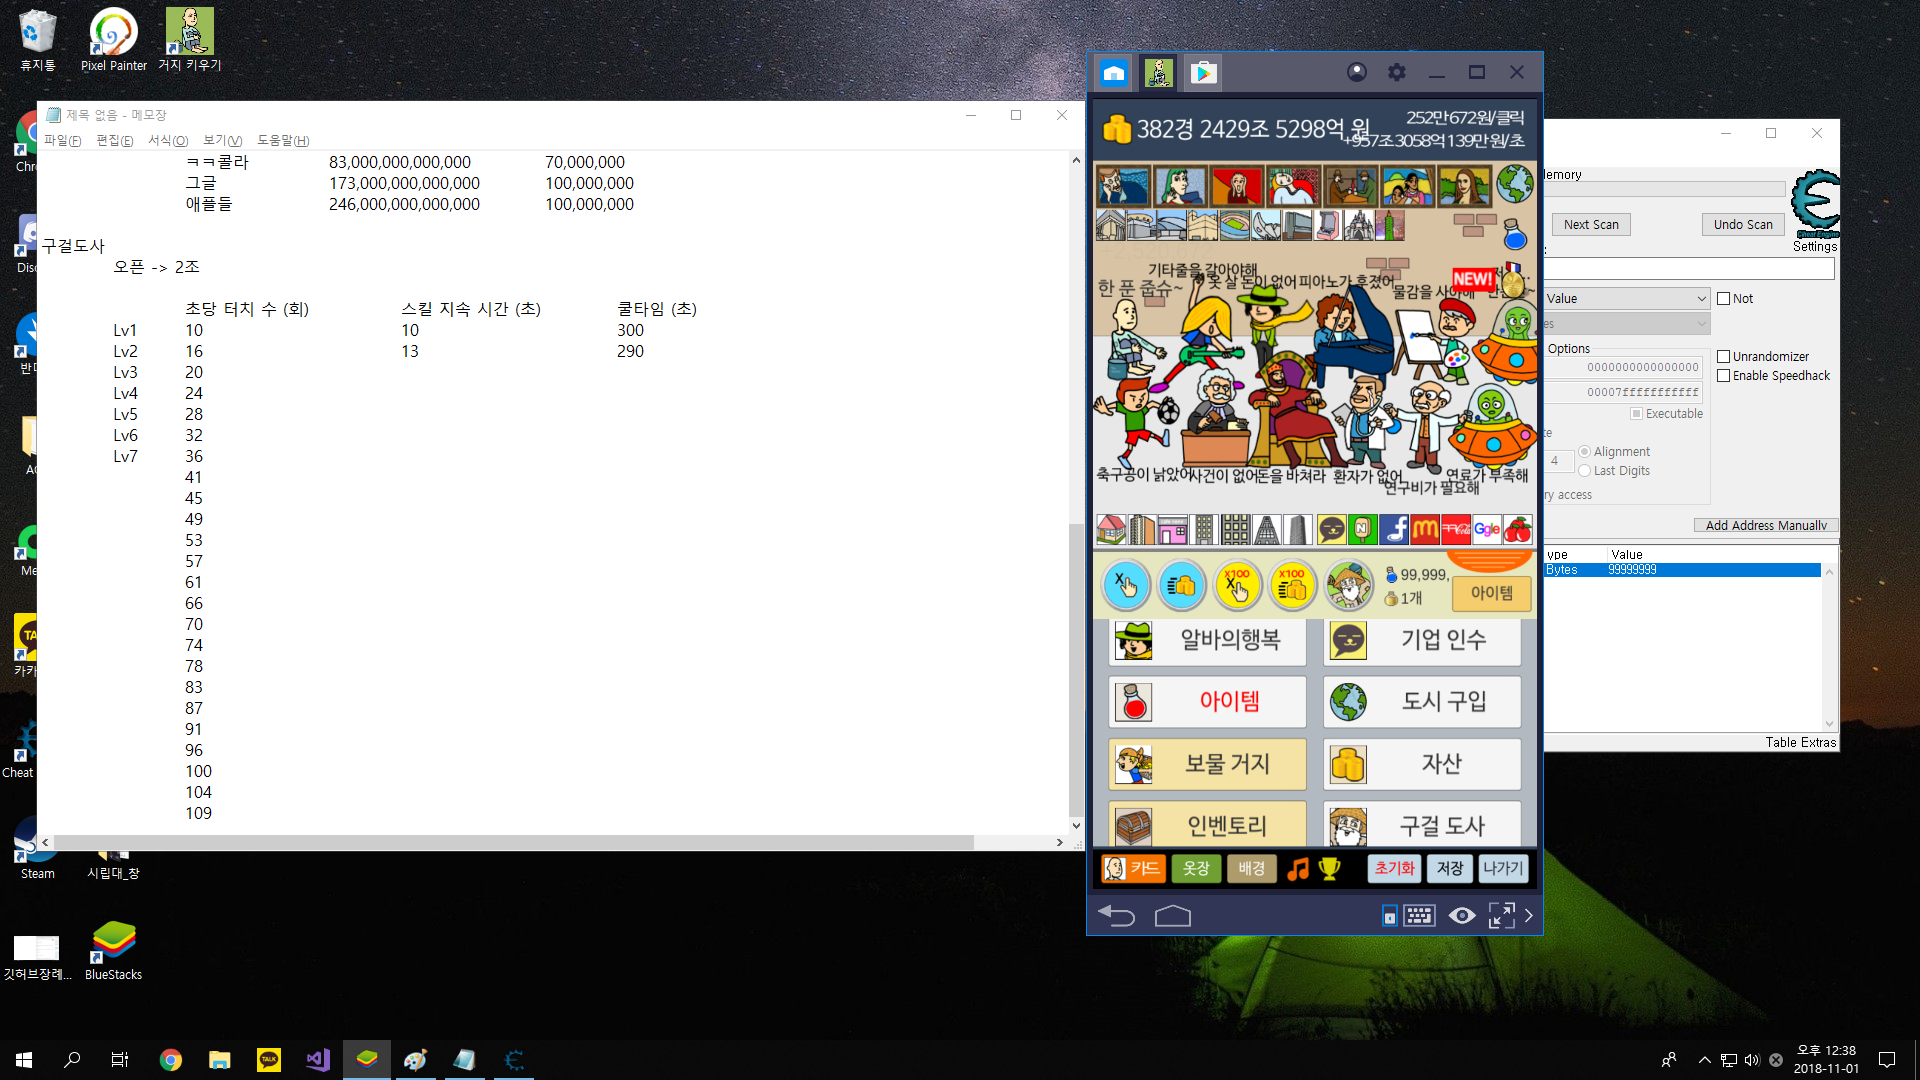 휴지통
Pixel Painter
거지 키우기
제목 없음 - 메모장
파일(F) 편집(E) 서식(O) 보기(V) 도움말(H)
ㅋㅋ콜라 83,000,000,000,000 70,000,000
그글 173,000,000,000,000 100,000,000
애플들 246,000,000,000,000 100,000,000
구걸도사
오픈 -> 2조
초당 터치 수 (회) 스킬 지속 시간 (초) 쿨타임 (초)
Lv1 10 10 300
Lv2 16 13 290
Lv3 20
Lv4 24
Lv5 28
Lv6 32
Lv7 36
41
45
49
53
57
61
66
70
74
78
83
87
91
96
100
104
109
Chr
Disc
반디
AC
Me
카카
Cheat
Steam
시립대_창
깃허브장례...
BlueStacks
382경 2429조 5298억 원
252만 672원/클릭
+957조 3058억 139만 원/초
기타줄을 갈아야해
한 푼 줍슈~
옷 살 돈이 없어
피아노가 후졌어
물감을 사야해
NEW!
축구공이 낡았어
사건이 없어
돈을 바쳐라
환자가 없어
연구비가 필요해
연료가 부족해
Ggle
X
X100
X
X100
99,999,
1개
아이템
알바의행복
기업 인수
아이템
도시 구입
보물 거지
자산
인벤토리
구걸 도사
카드
옷장
배경
초기화
저장
나가기
Memory
Next Scan
Undo Scan
Settings
Value
Not
Options
Unrandomizer
0000000000000000
Enable Speedhack
00007fffffffffff
Executable
4
Alignment
Last Digits
ry access
Add Address Manually
ype Value
Bytes 99999999
Table Extras
TALK
오후 12:38
2018-11-01